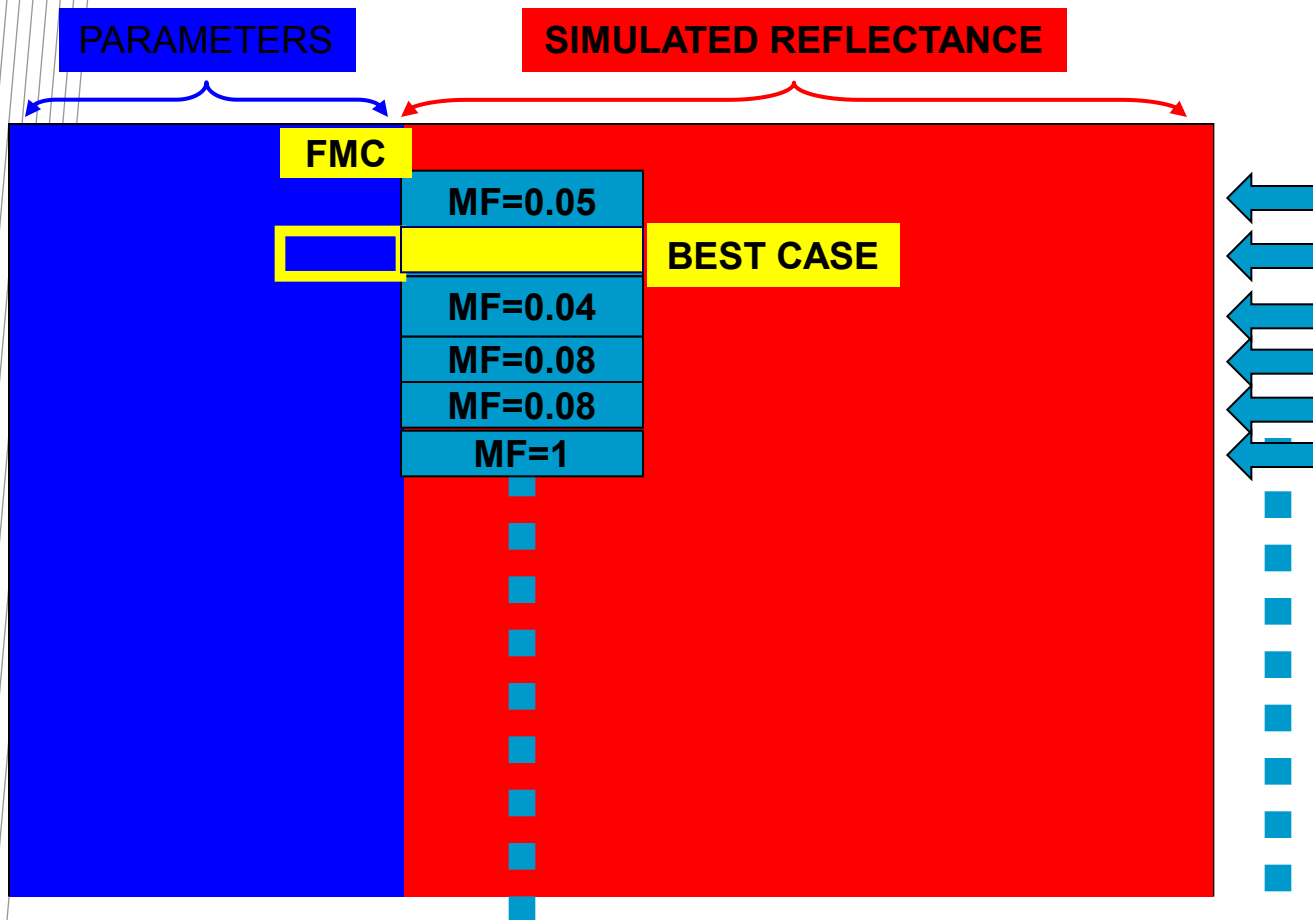 PARAMETERS
SIMULATED REFLECTANCE
FMC
MF=0.05
BEST CASE
MF=0.04
MF=0.08
MF=0.08
MF=1